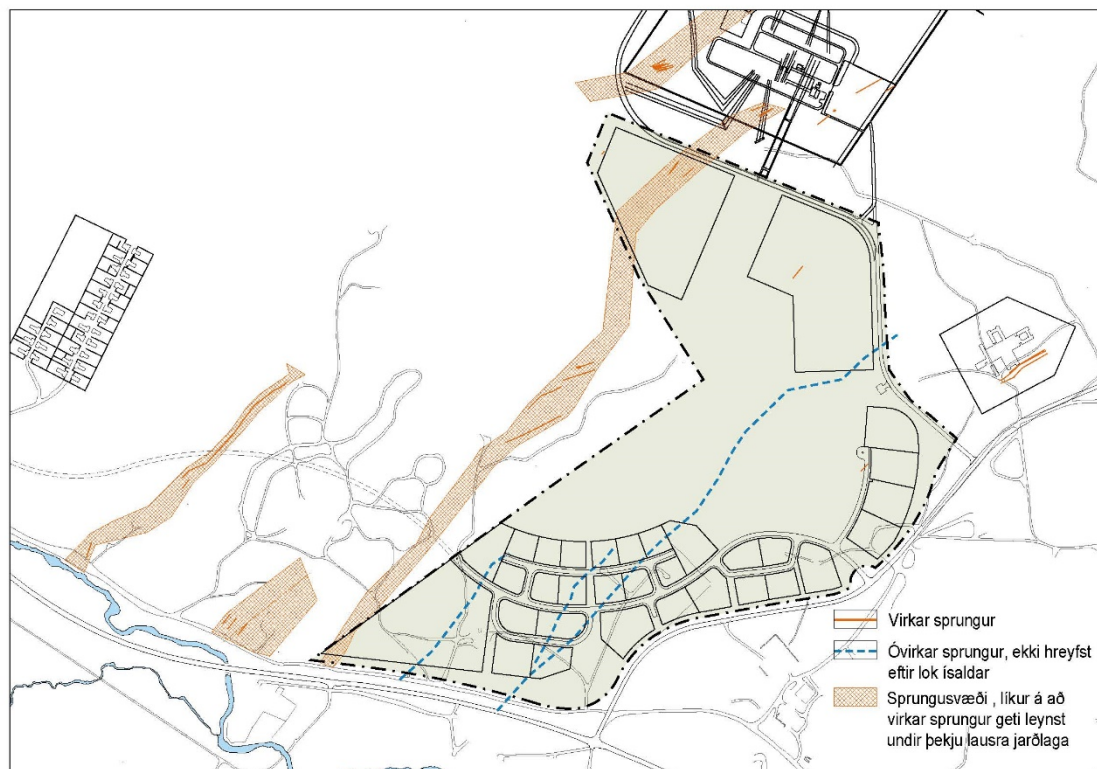 Virkar sprungur
Óvirkar sprungur, ekki hreyfst
eftir lok ísaldar
Sprungusvæði , líkur á að
virkar sprungur geti leynst
undir þekju lausra jarðlaga